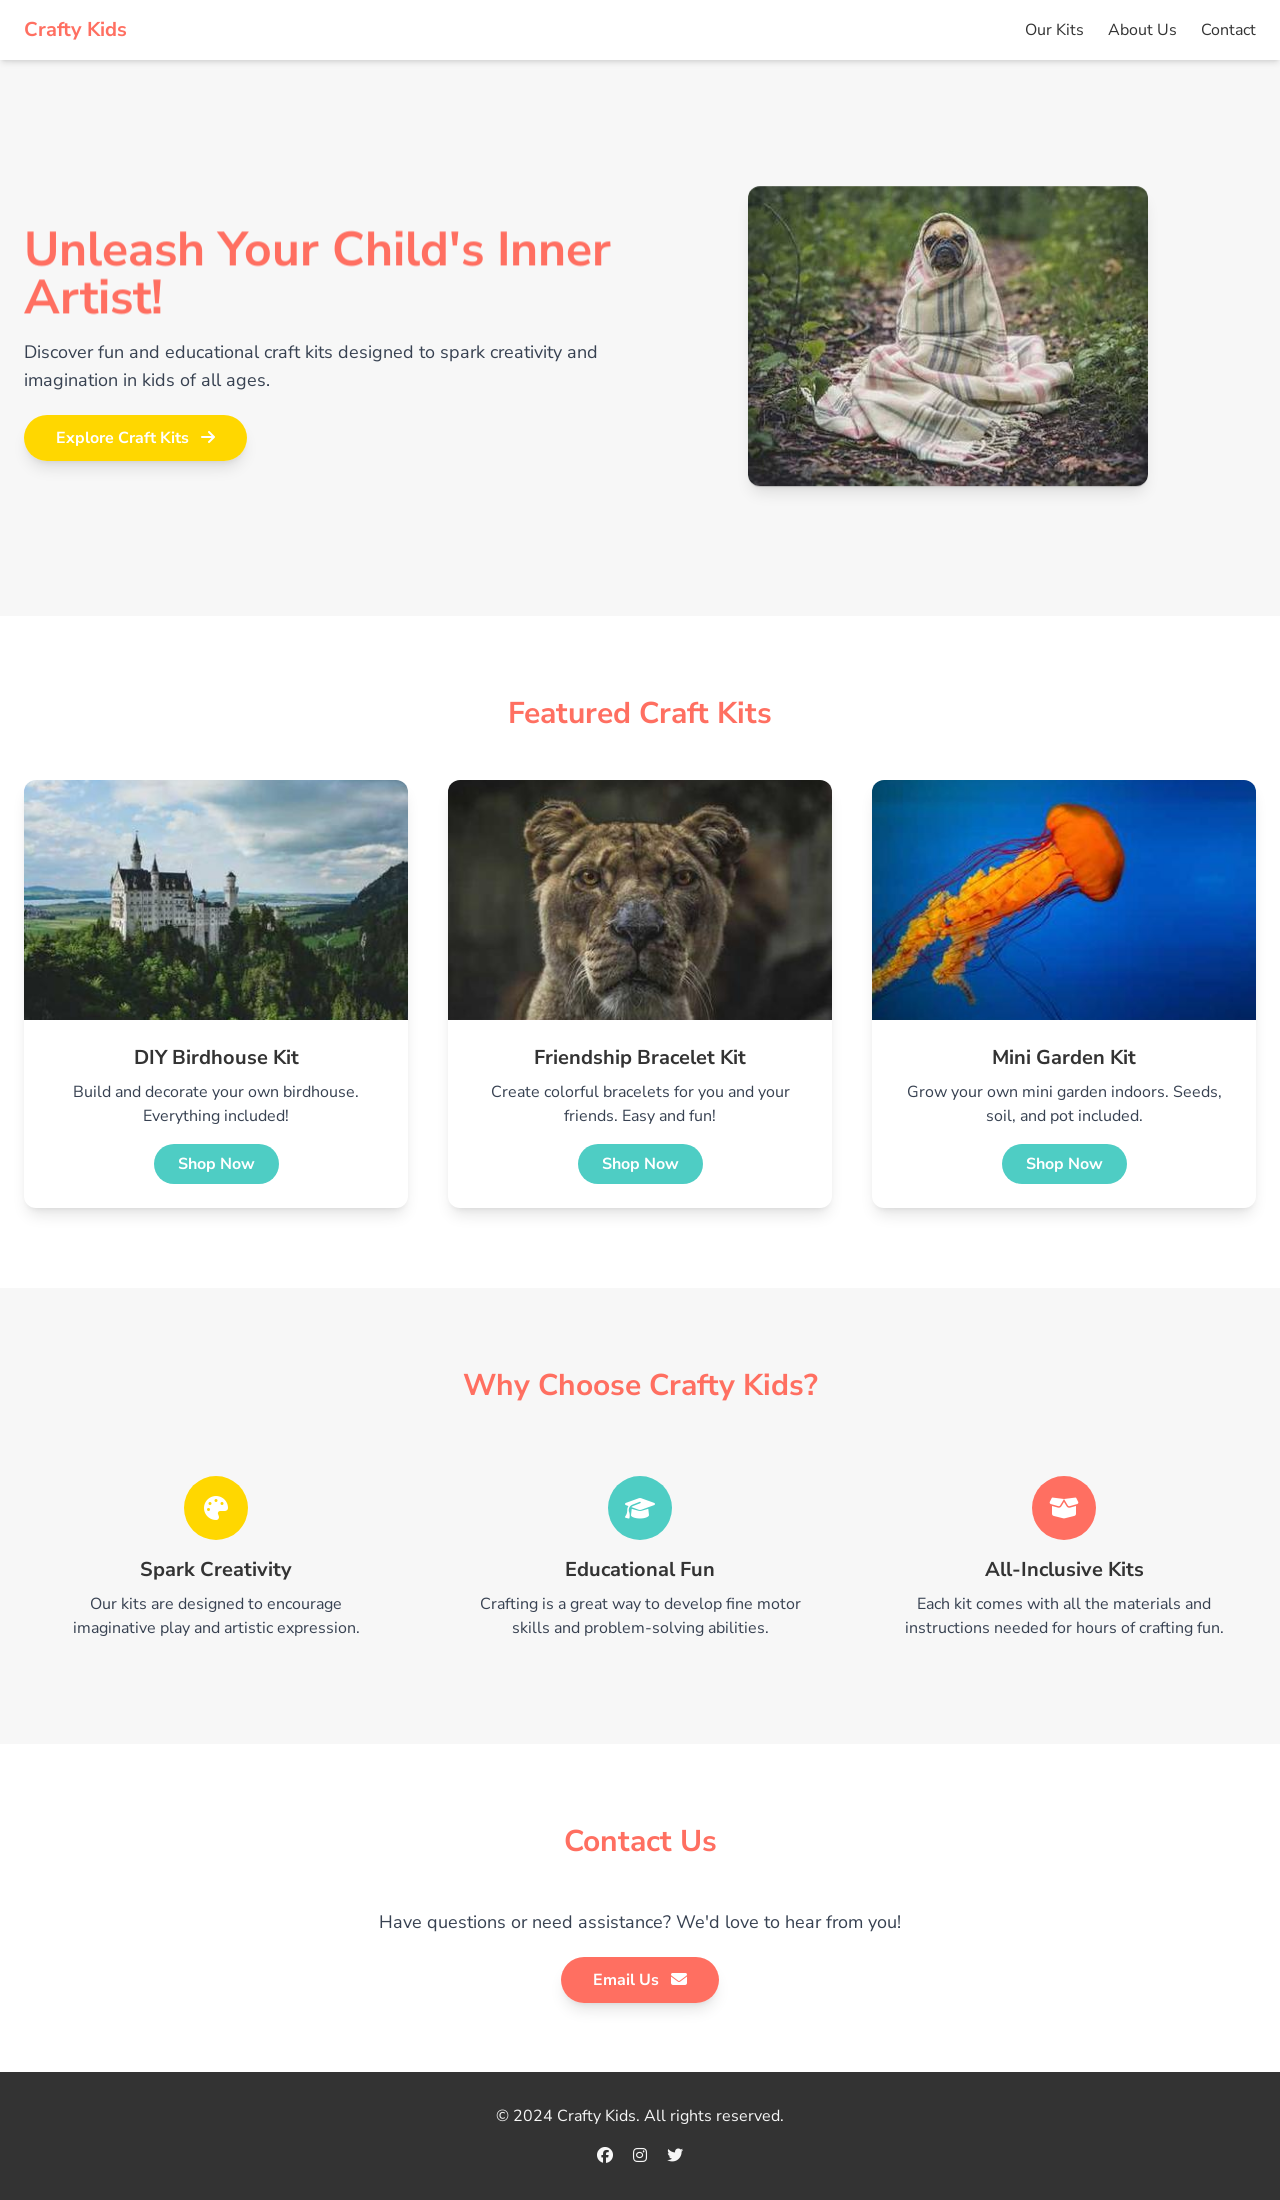 Crafty Kids
Our Kits
About Us
Contact
Unleash Your Child's Inner
Artist!
Discover fun and educational craft kits designed to spark creativity and
imagination in kids of all ages.
Explore Craft Kits
Featured Craft Kits
DIY Birdhouse Kit
Build and decorate your own birdhouse.
Everything included!
Shop Now
Friendship Bracelet Kit
Create colorful bracelets for you and your
friends. Easy and fun!
Shop Now
Mini Garden Kit
Grow your own mini garden indoors. Seeds,
soil, and pot included.
Shop Now
Why Choose Crafty Kids?
Spark Creativity
Our kits are designed to encourage
imaginative play and artistic expression.
Educational Fun
Crafting is a great way to develop fine motor
skills and problem-solving abilities.
All-Inclusive Kits
Each kit comes with all the materials and
instructions needed for hours of crafting fun.
Contact Us
Have questions or need assistance? We'd love to hear from you!
Email Us
© 2024 Crafty Kids. All rights reserved.